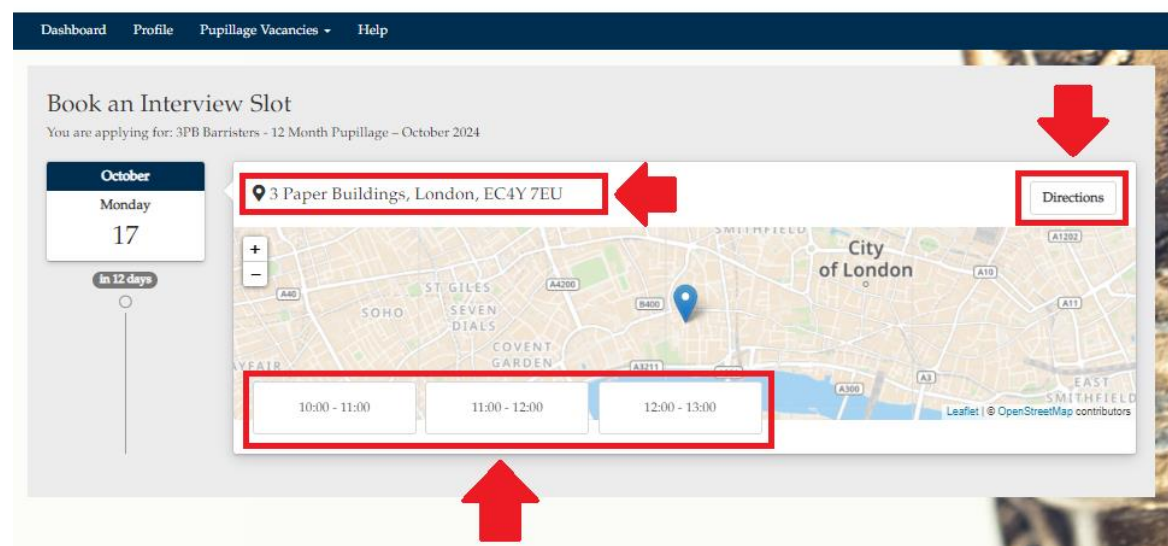 Dashboard Profile Pupillage Vacancies Help
Book an Interview Slot
You are applying for: 3PB Barristers - 12 Month Pupillage – October 2024
October
Monday
17
in 12 days
3 Paper Buildings, London, EC4Y 7EU
Directions
+
−
SMITHFIELD
City
of London
A1202
A10
A40
ST GILES
A4200
B400
A11
SOHO
SEVEN
DIALS
COVENT
GARDEN
AYFAIR
A3211
A3
A300
EAST
SMITHFIELD
10:00 - 11:00
11:00 - 12:00
12:00 - 13:00
Leaflet | © OpenStreetMap contributors